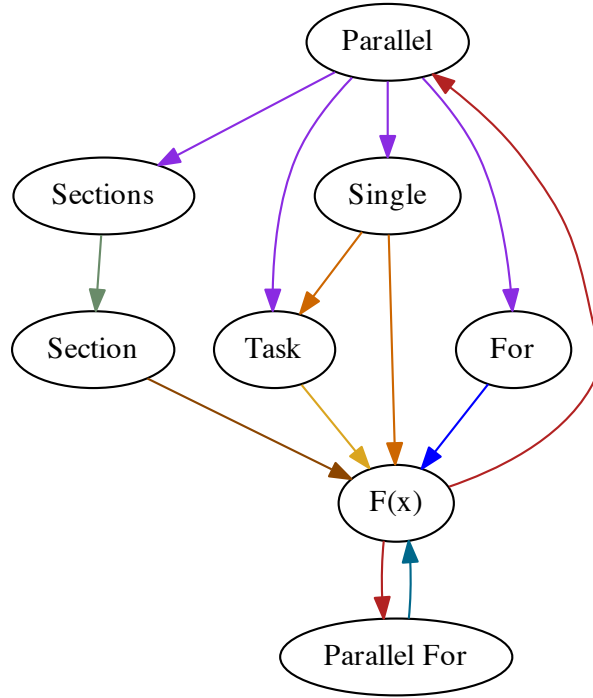 Parallel
Sections
Single
Section
Task
For
F(x)
Parallel For